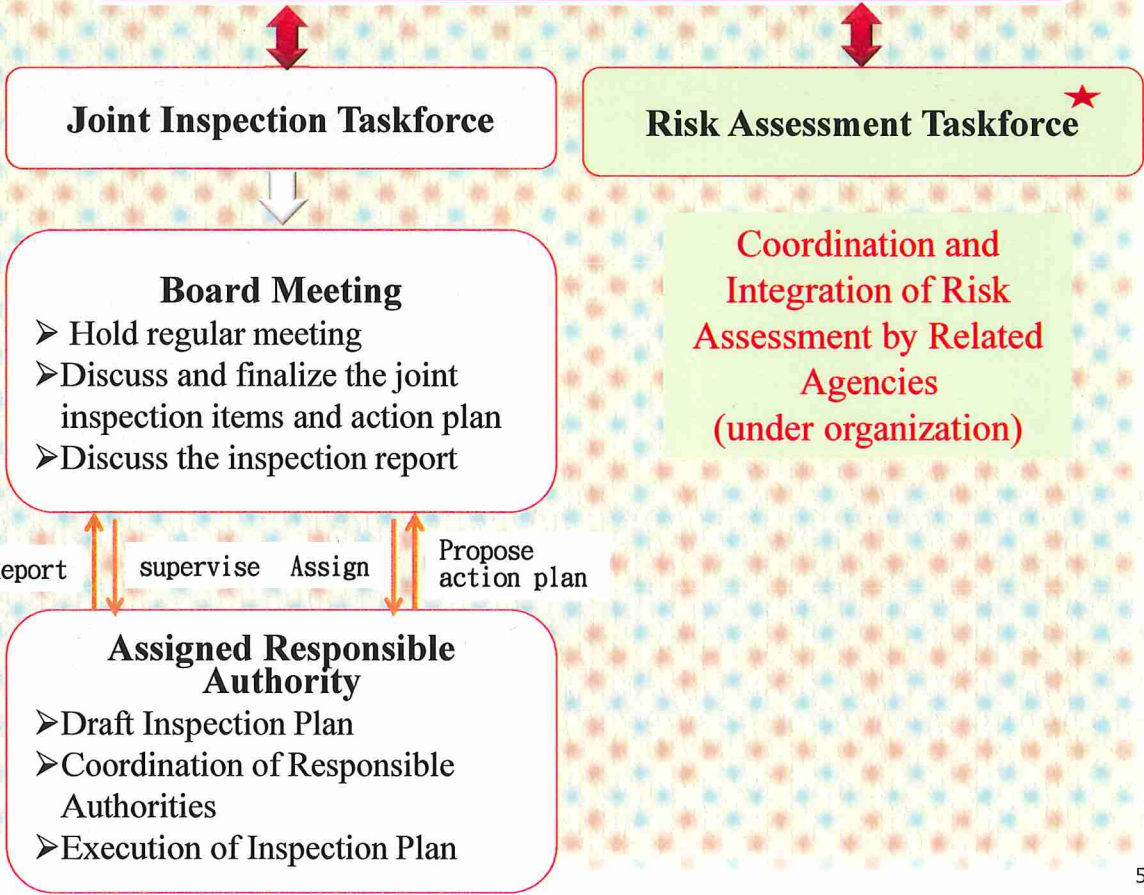 Joint Inspection Taskforce
Risk Assessment Taskforce
Board Meeting
➢ Hold regular meeting
➢Discuss and finalize the joint
inspection items and action plan
➢Discuss the inspection report
Coordination and
Integration of Risk
Assessment by Related
Agencies
(under organization)
eport
supervise
Assign
Propose
action plan
Assigned Responsible
Authority
➢Draft Inspection Plan
➢Coordination of Responsible
Authorities
➢Execution of Inspection Plan
5